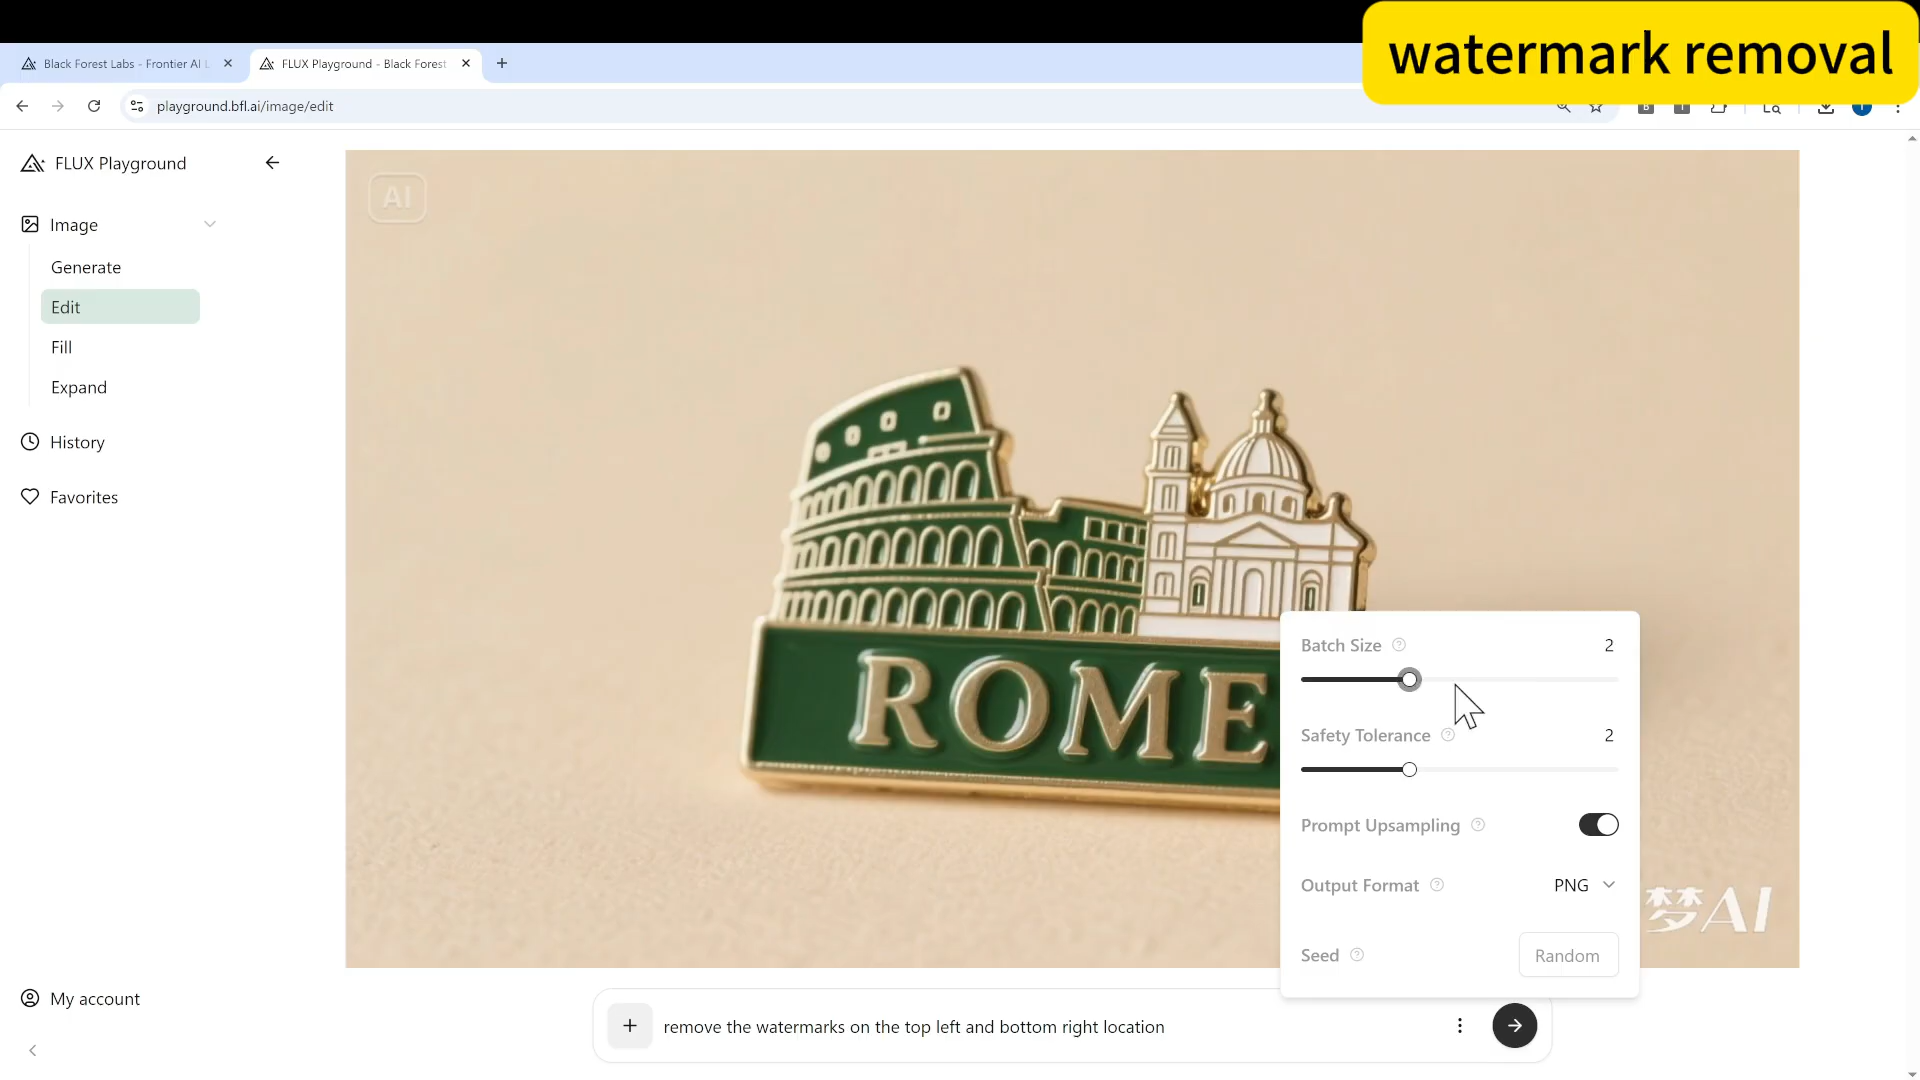 watermark removal
Black Forest Labs - Frontier AI L
FLUX Playground - Black Forest
playground.bfl.ai/image/edit
FLUX Playground
Image
Generate
Edit
Fill
Expand
History
Favorites
My account
AI
ROME
Batch Size
2
Safety Tolerance
2
Prompt Upsampling
Output Format
PNG
Seed
Random
梦AI
remove the watermarks on the top left and bottom right location